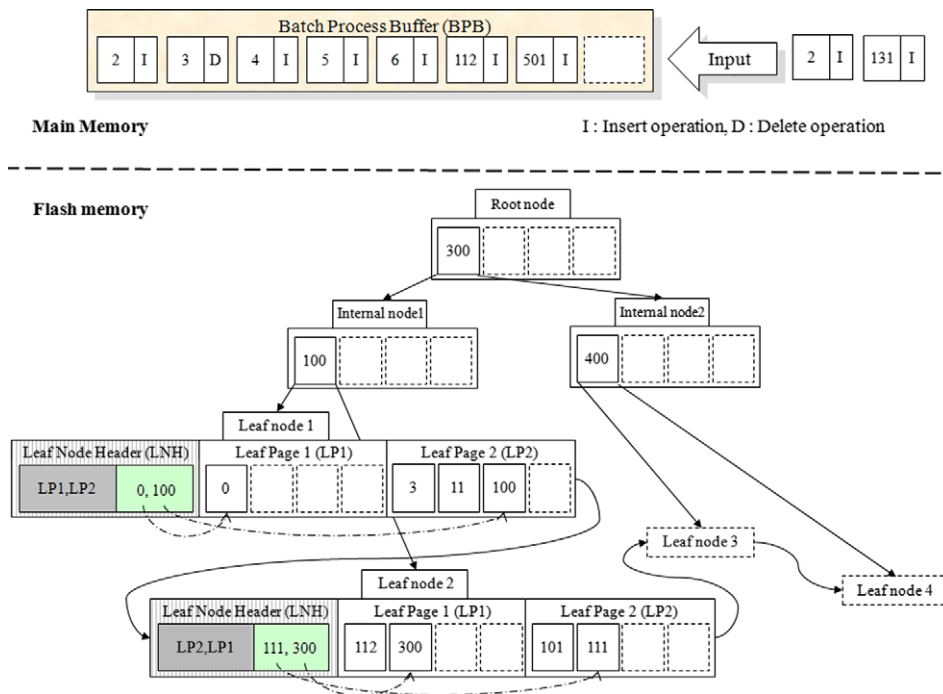 Batch Process Buffer (BPB)
2 I 3 D 4 I 5 I 6 I 112 I 501 I
Input
2 I 131 I
Main Memory
I : Insert operation, D : Delete operation
Flash memory
Root node
300
Internal node1
100
Internal node2
400
Leaf node 1
Leaf Node Header (LNH) Leaf Page 1 (LP1) Leaf Page 2 (LP2)
LP1,LP2 0, 100 0 3 11 100
Leaf node 3
Leaf node 4
Leaf node 2
Leaf Node Header (LNH) Leaf Page 1 (LP1) Leaf Page 2 (LP2)
LP2,LP1 111, 300 112 300 101 111